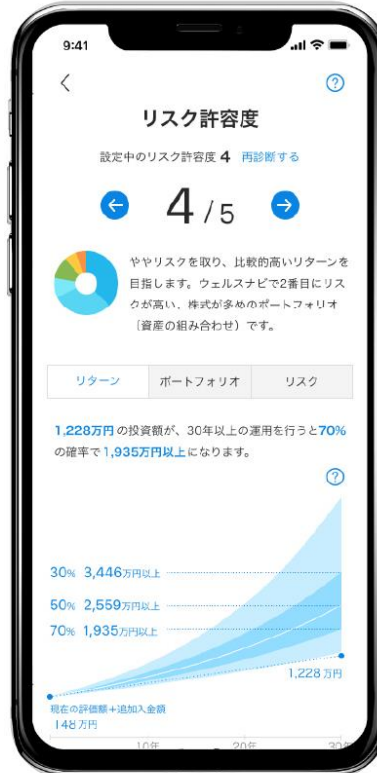 9:41
リスク許容度
設定中のリスク許容度 4 再診断する
4 / 5
ややリスクを取り、比較的高いリターンを
目指します。ウェルスナビで2番目にリス
クが高い、株式が多めのポートフォリオ
（資産の組み合わせ）です。
リターン ポートフォリオ リスク
1,228万円 の投資額が、30年以上の運用を行うと70%
の確率で1,935万円以上になります。
30% 3,446万円以上
50% 2,559万円以上
70% 1,935万円以上
1,228 万円
現在の評価額＋追加入金額
148万円
10年 20年 30年